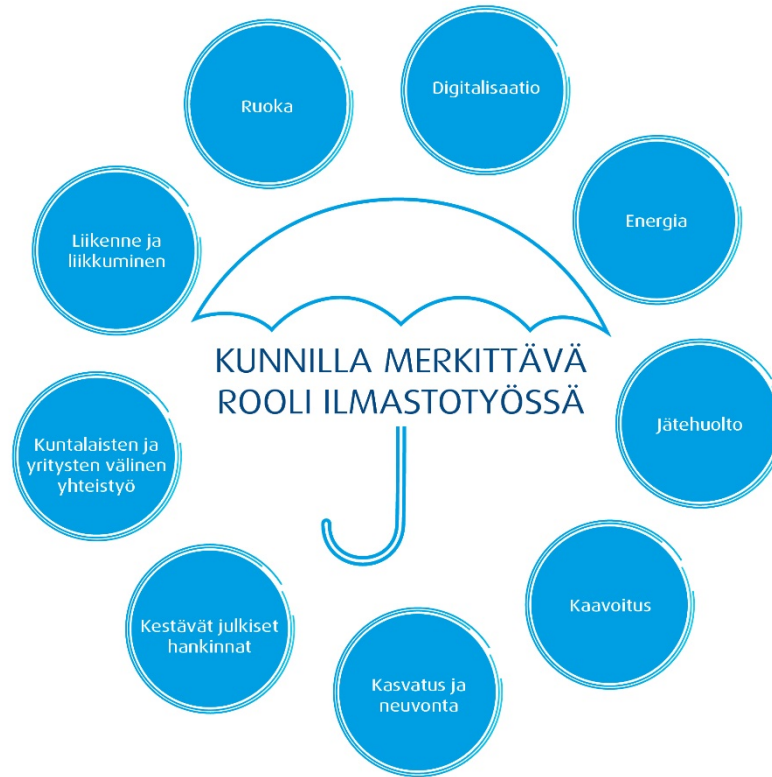 Ruoka
Digitalisaatio
Energia
Liikenne ja
liikkuminen
KUNNILLA MERKITTÄVÄ
ROOLI ILMASTOTYÖSSÄ
Jätehuolto
Kuntalaisten ja
yritysten välinen
yhteistyö
Kaavoitus
Kestävät julkiset
hankinnat
Kasvatus ja
neuvonta